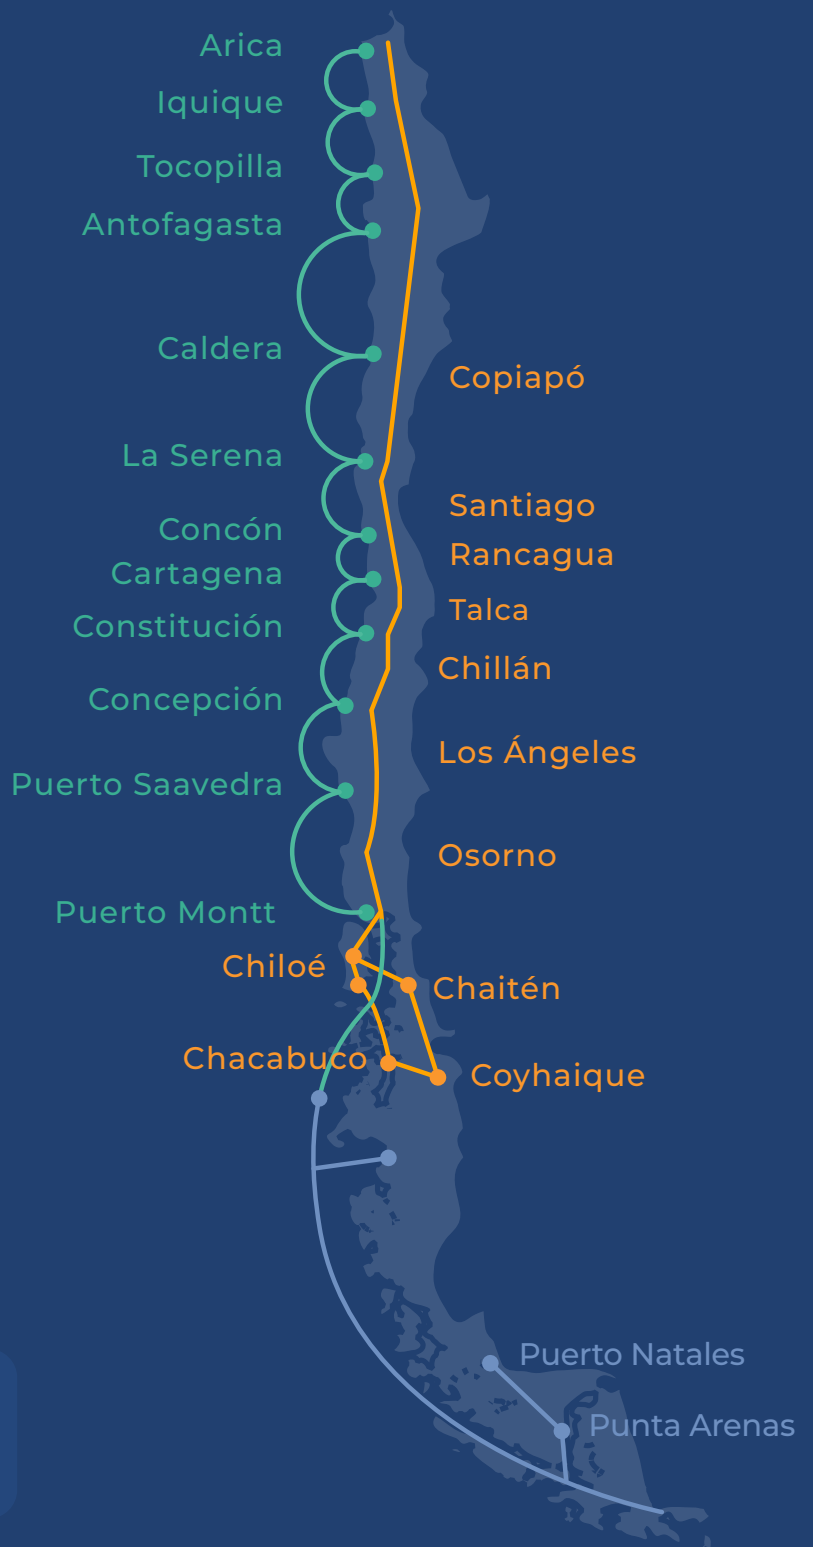 Arica
Iquique
Tocopilla
Antofagasta
Caldera
Copiapó
La Serena
Santiago
Concón
Rancagua
Cartagena
Talca
Constitución
Chillán
Concepción
Los Ángeles
Puerto Saavedra
Osorno
Puerto Montt
Chiloé
Chaitén
Chacabuco
Coyhaique
Puerto Natales
Punta Arenas